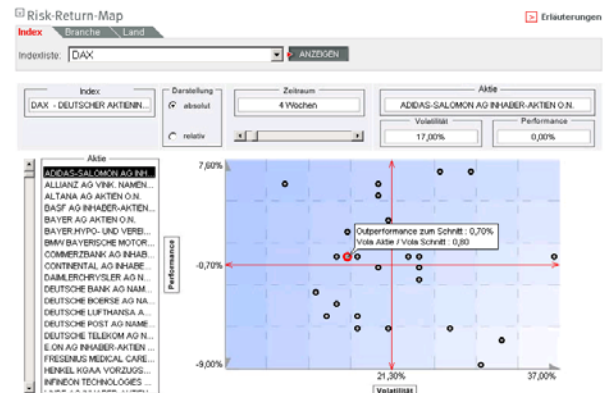 Risk-Return-Map
Erläuterungen
Index Branche Land
Indexliste: DAX ANZEIGEN
Index
DAX - DEUTSCHER AKTIENIN...
Darstellung
absolut
relativ
Zeitraum
4 Wochen
Aktie
ADIDAS-SALOMON AG INHABER-AKTIEN O.N.
Volatilität
17,00%
Performance
0,00%
Aktie
ADIDAS-SALOMON AG INH...
ALLIANZ AG VINK. NAMEN...
ALTANA AG AKTIEN O.N.
BASF AG INHABER-AKTIEN...
BAYER AG AKTIEN O.N.
BAYER.HYPO- UND VEREI...
BMW BAYERISCHE MOTOR...
COMMERZBANK AG INHAB...
CONTINENTAL AG INHABE...
DAIMLERCHRYSLER AG N...
DEUTSCHE BANK AG NAM...
DEUTSCHE BOERSE AG NA...
DEUTSCHE LUFTHANSA A...
DEUTSCHE POST AG NAME...
DEUTSCHE TELEKOM AG N...
E.ON AG INHABER-AKTIEN ...
FRESENIUS MEDICAL CARE...
HENKEL KGAA VORZUGS...
INFINEON TECHNOLOGIES ...
Performance
7,60%
-0,70%
-9,00%
Outperformance zum Schnitt : 0,70%
Vola Aktie / Vola Schnitt : 0,80
21,30%
37,00%
Volatilität